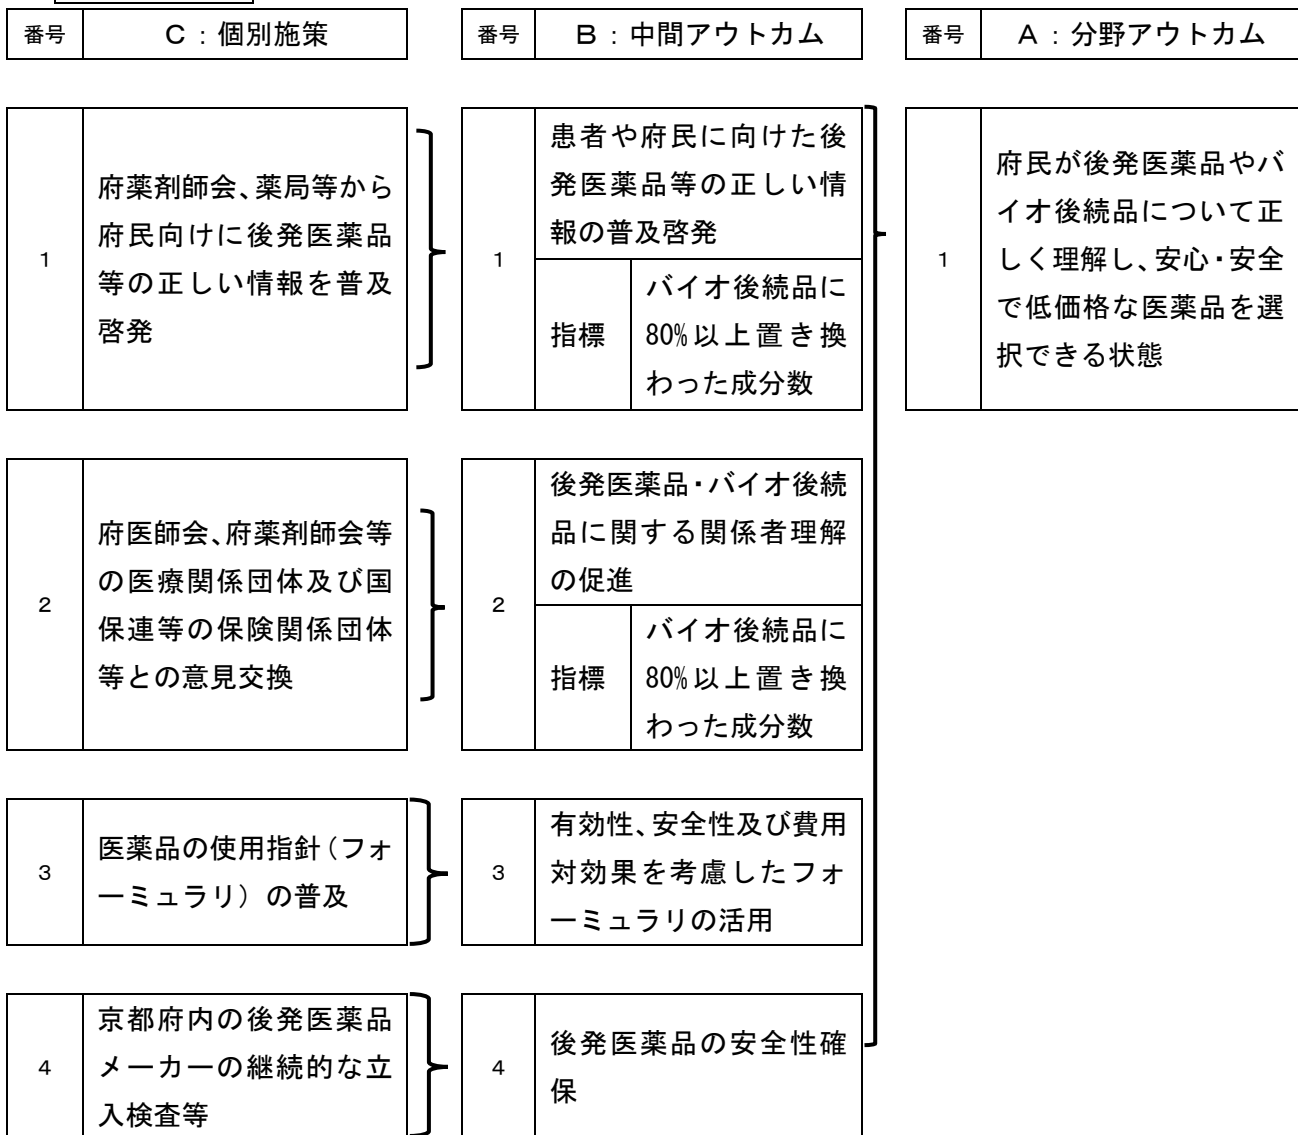 番号 C：個別施策 番号 B：中間アウトカム 番号 A：分野アウトカム
1
府薬剤師会、薬局等から
府民向けに後発医薬品
等の正しい情報を普及
啓発
1
患者や府民に向けた後
発医薬品等の正しい情
報の普及啓発
指標
バイオ後続品に
80%以上置き換
わった成分数
1
府民が後発医薬品やバ
イオ後続品について正
しく理解し、安心・安全
で低価格な医薬品を選
択できる状態
2
府医師会、府薬剤師会等
の医療関係団体及び国
保連等の保険関係団体
等との意見交換
2
後発医薬品・バイオ後続
品に関する関係者理解
の促進
指標
バイオ後続品に
80%以上置き換
わった成分数
3
医薬品の使用指針（フォ
ーミュラリ）の普及
3
有効性、安全性及び費用
対効果を考慮したフォ
ーミュラリの活用
4
京都府内の後発医薬品
メーカーの継続的な立
入検査等
4
後発医薬品の安全性確
保